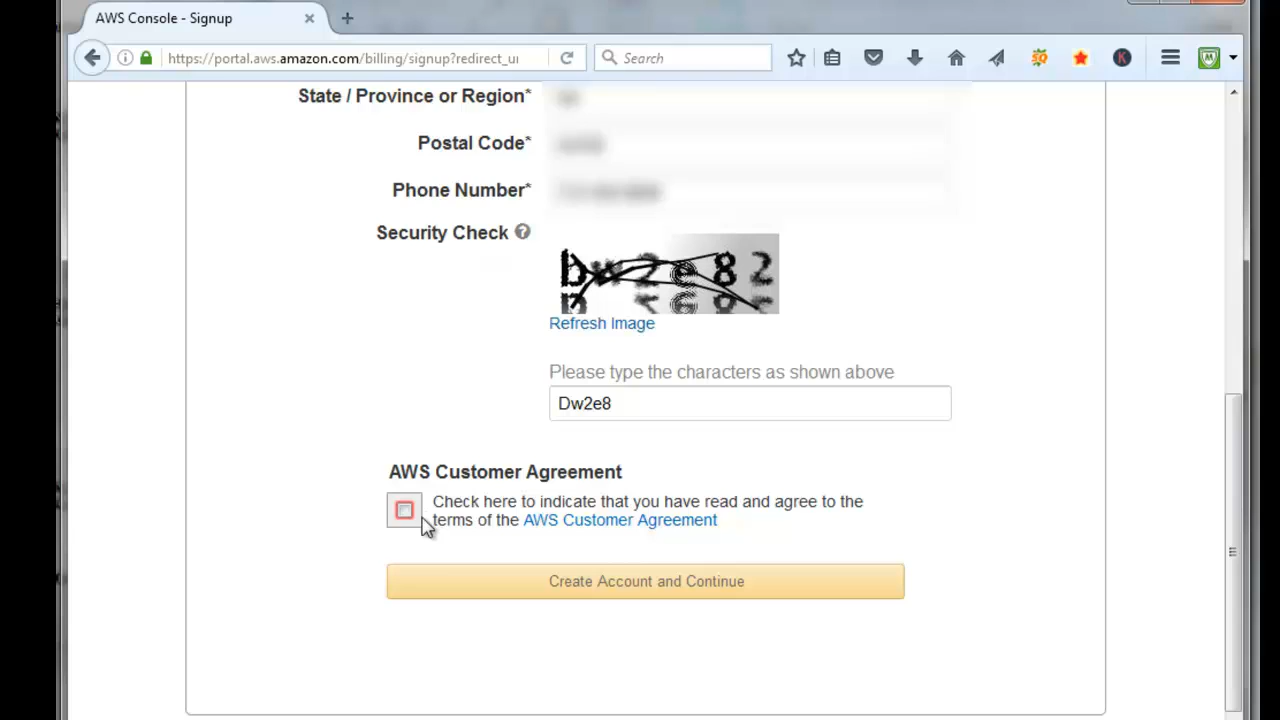 AWS Console - Signup
https://portal.aws.amazon.com/billing/signup?redirect_u
Search
State / Province or Region*
Postal Code*
Phone Number*
Security Check
bw2e82
Refresh Image
Please type the characters as shown above
Dw2e8
AWS Customer Agreement
Check here to indicate that you have read and agree to the
terms of the AWS Customer Agreement
Create Account and Continue